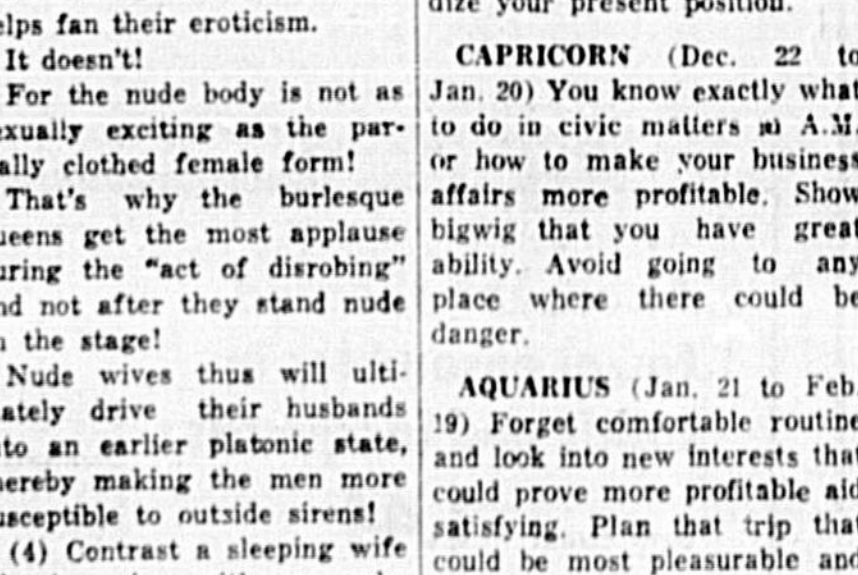 elps fan their eroticism.
It doesn't!
For the nude body is not as
exually exciting as the par-
ally clothed female form!
That's why the burlesque
ueens get the most applause
uring the "act of disrobing"
nd not after they stand nude
n the stage!
Nude wives thus will ulti-
ately drive their husbands
to an earlier platonic state,
hereby making the men more
usceptible to outside sirens!
(4) Contrast a sleeping wife
dize your present position.
CAPRICORN (Dec. 22 to
Jan. 20) You know exactly what
to do in civic matters in A.M.
or how to make your business
affairs more profitable. Show
bigwig that you have great
ability. Avoid going to any
place where there could be
danger.
AQUARIUS (Jan. 21 to Feb.
19) Forget comfortable routine
and look into new interests that
could prove more profitable aid
satisfying. Plan that trip that
could be most pleasurable and